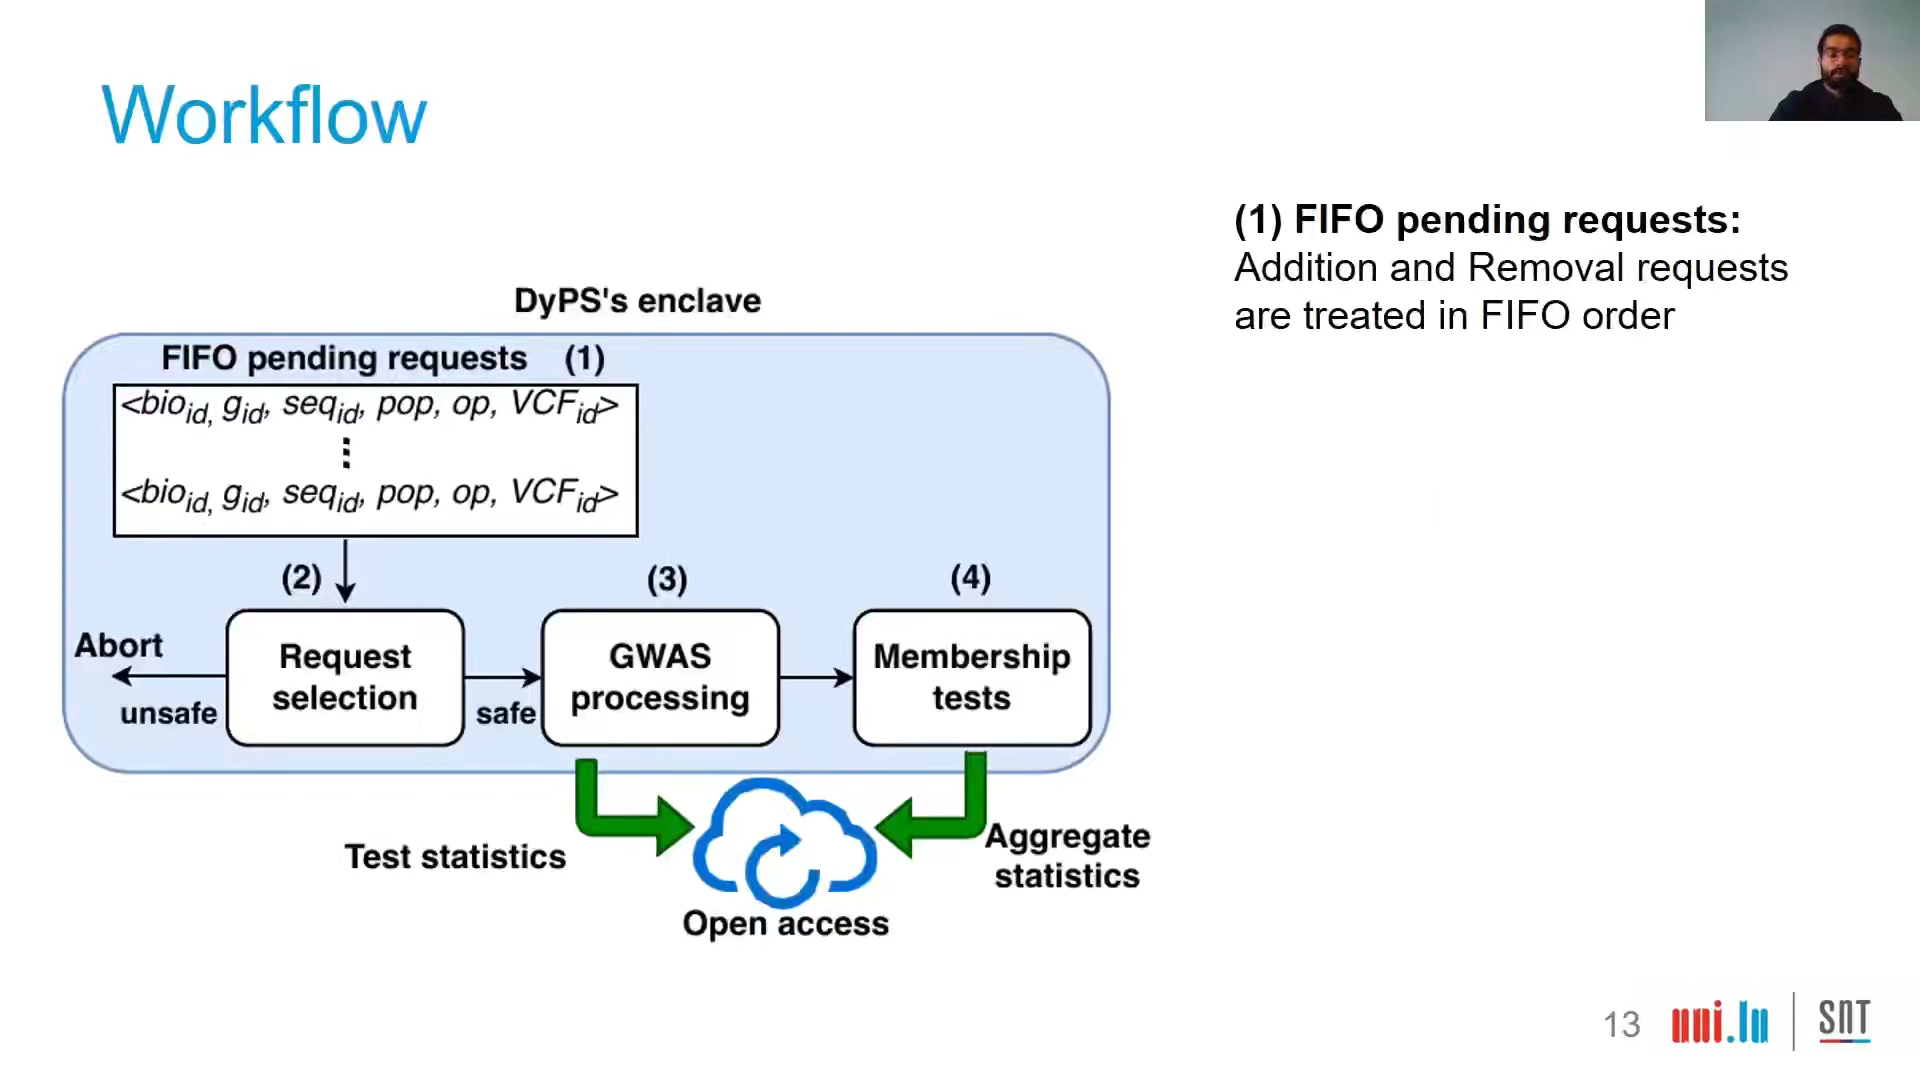 Workflow
(1) FIFO pending requests:
Addition and Removal requests
are treated in FIFO order
DyPS's enclave
FIFO pending requests (1)
<bio_id, g_id, seq_id, pop, op, VCF_id>
⋮
<bio_id, g_id, seq_id, pop, op, VCF_id>
(2)
(3)
(4)
Abort
unsafe
Request
selection
safe
GWAS
processing
Membership
tests
Test statistics
Aggregate
statistics
Open access
13
uni.lu
SNT